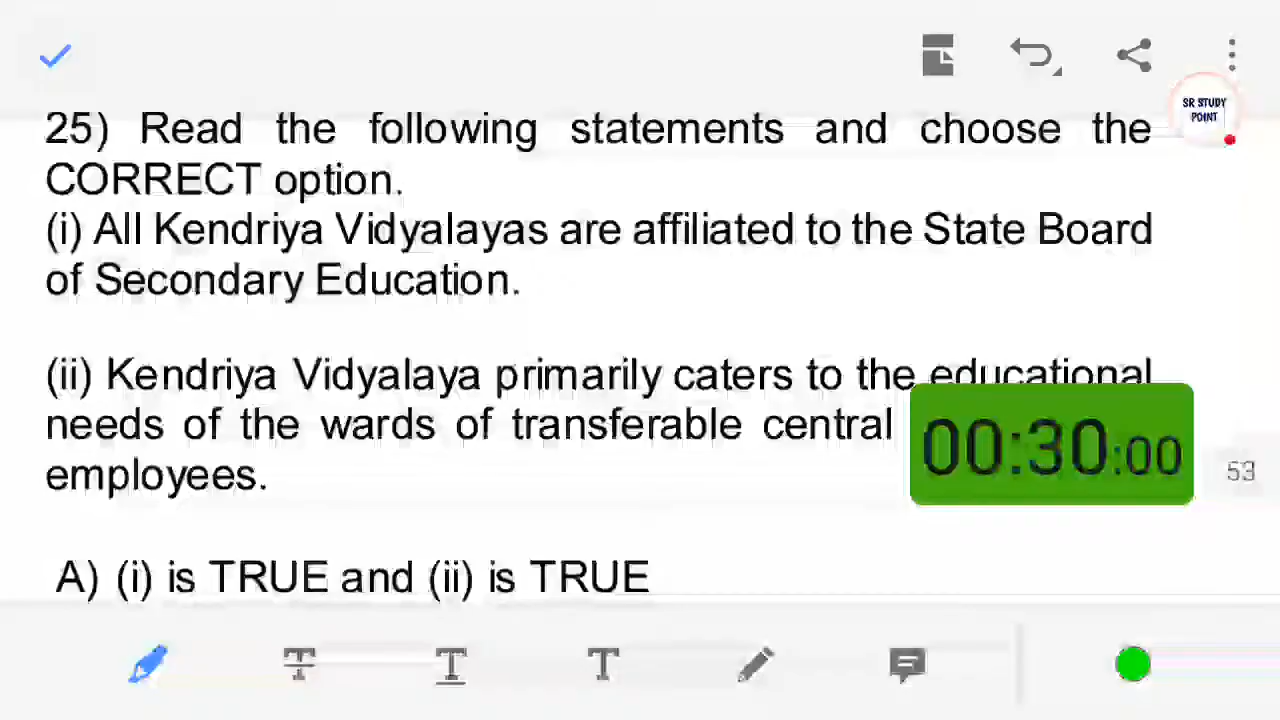 SR STUDY
POINT
25) Read the following statements and choose the
CORRECT option.
(i) All Kendriya Vidyalayas are affiliated to the State Board
of Secondary Education.
(ii) Kendriya Vidyalaya primarily caters to the educational
needs of the wards of transferable central
employees.
00:30:00
53
A) (i) is TRUE and (ii) is TRUE